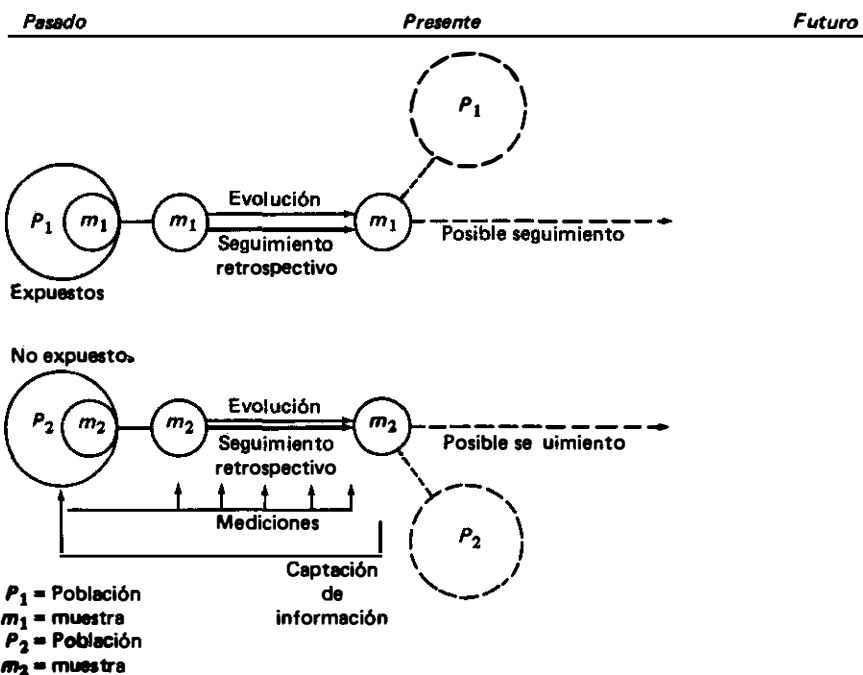 Pasado Presente Futuro
P1
P1 m1 m1 Evolución m1
Seguimiento retrospectivo
Posible seguimiento
Expuestos
No expuesto.
P2 m2 m2 Evolución m2
Seguimiento retrospectivo
Posible se uimiento
Mediciones
P2
Captación
de
información
P1 = Población
m1 = muestra
P2 = Población
m2 = muestra